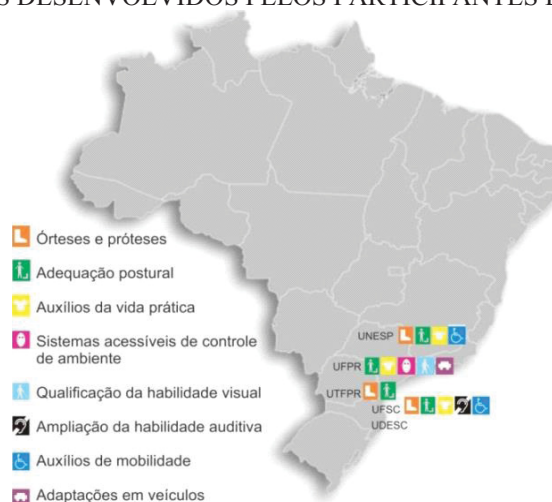 DESENVOLVIDOS PELOS PARTICIPANTES
Órteses e próteses
Adequação postural
Auxílios da vida prática
Sistemas acessíveis de controle
de ambiente
Qualificação da habilidade visual
Ampliação da habilidade auditiva
Auxílios de mobilidade
Adaptações em veículos
UNESP
UFPR
UTFPR
UFSC
UDESC